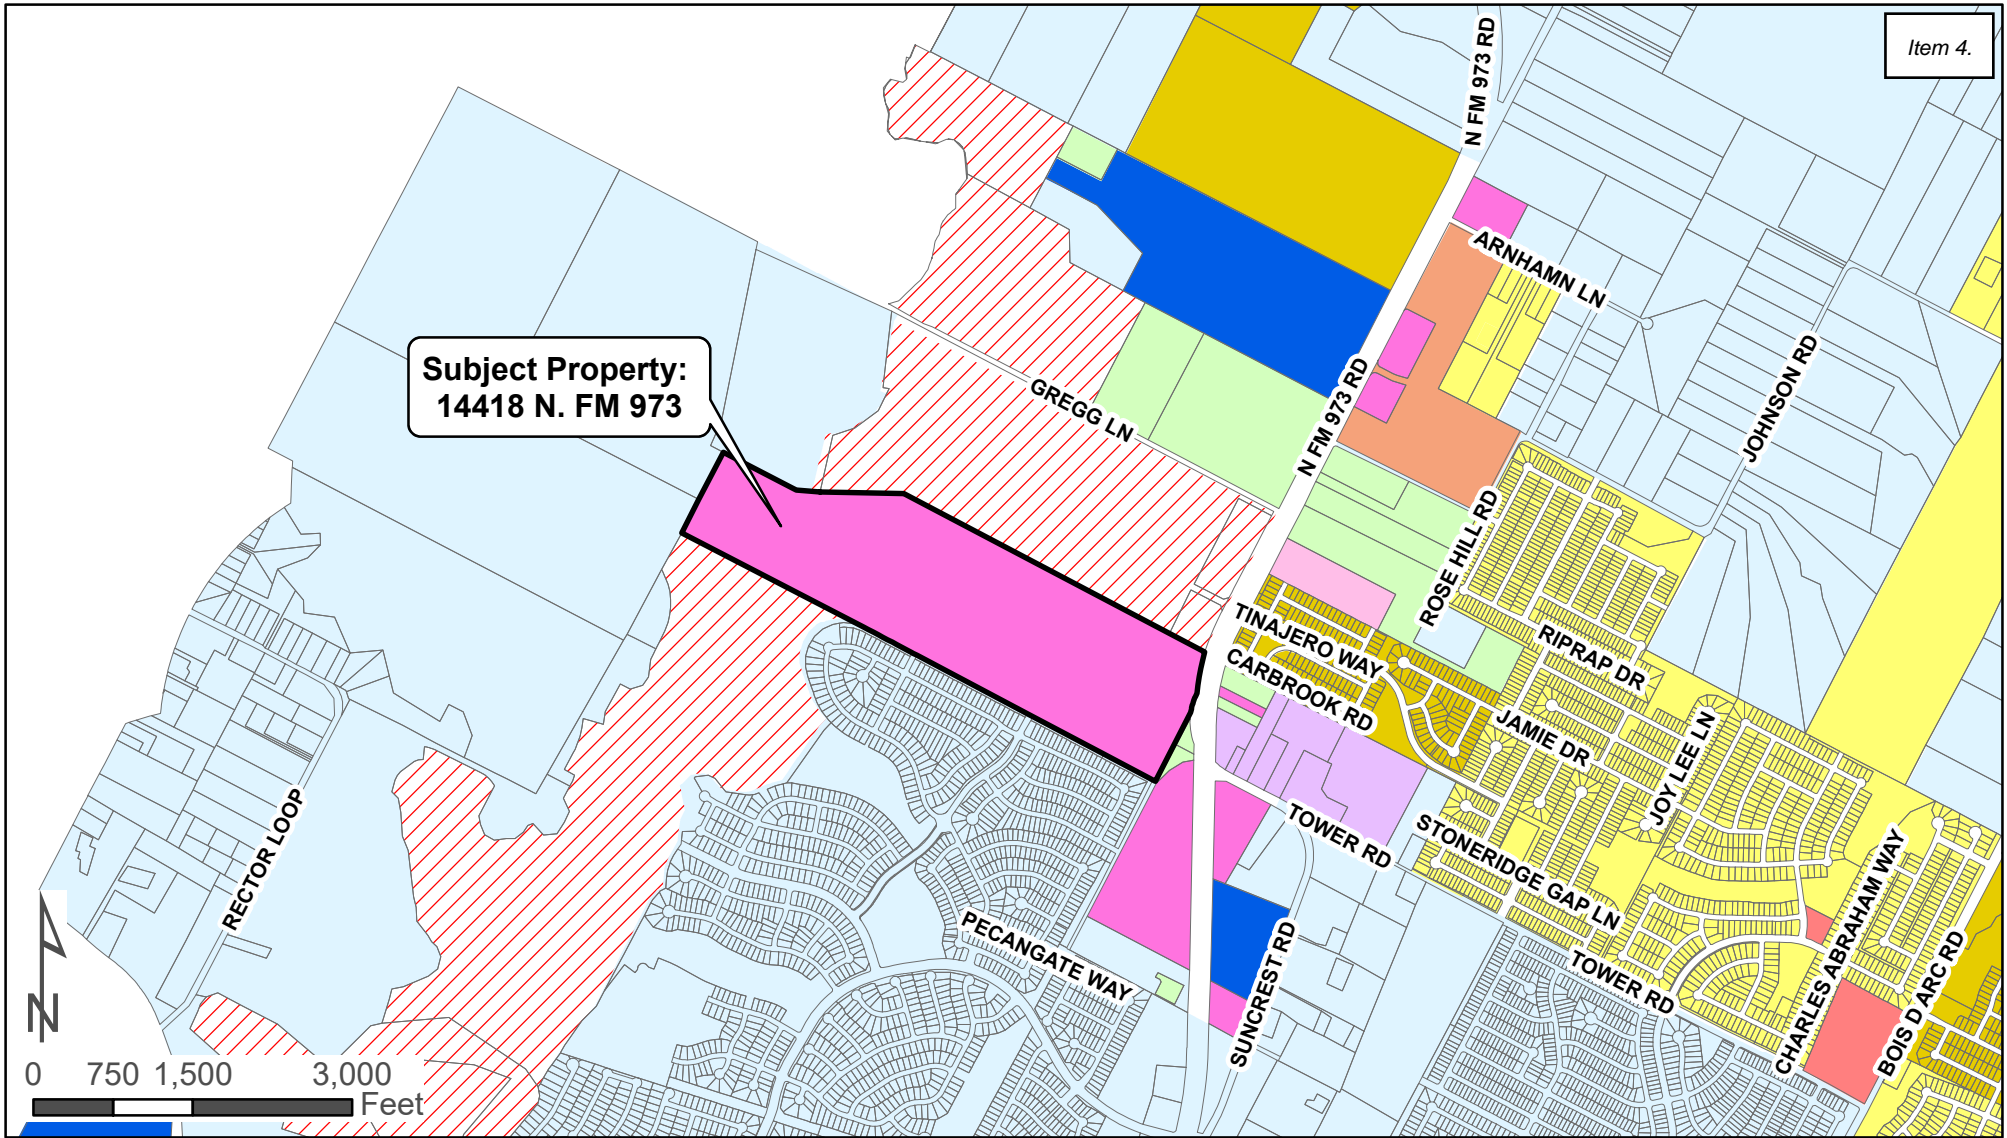 Item 4.
N FM 973 RD
ARNHAMN LN
JOHNSON RD
Subject Property:
14418 N. FM 973
GREGG LN
N FM 973 RD
ROSE HILL RD
TINAJERO WAY
CARBROOK RD
RIPRAP DR
JAMIE DR
JOY LEE LN
TOWER RD
STONERIDGE GAP LN
RECTOR LOOP
PECANGATE WAY
SUNCREST RD
TOWER RD
CHARLES ABRAHAM WAY
BOIS D ARC RD
N
0 750 1,500 3,000
Feet